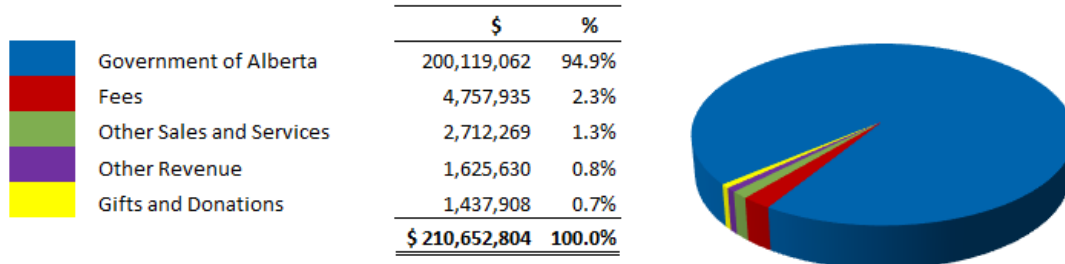 $ %
Government of Alberta 200,119,062 94.9%
Fees 4,757,935 2.3%
Other Sales and Services 2,712,269 1.3%
Other Revenue 1,625,630 0.8%
Gifts and Donations 1,437,908 0.7%
$ 210,652,804 100.0%